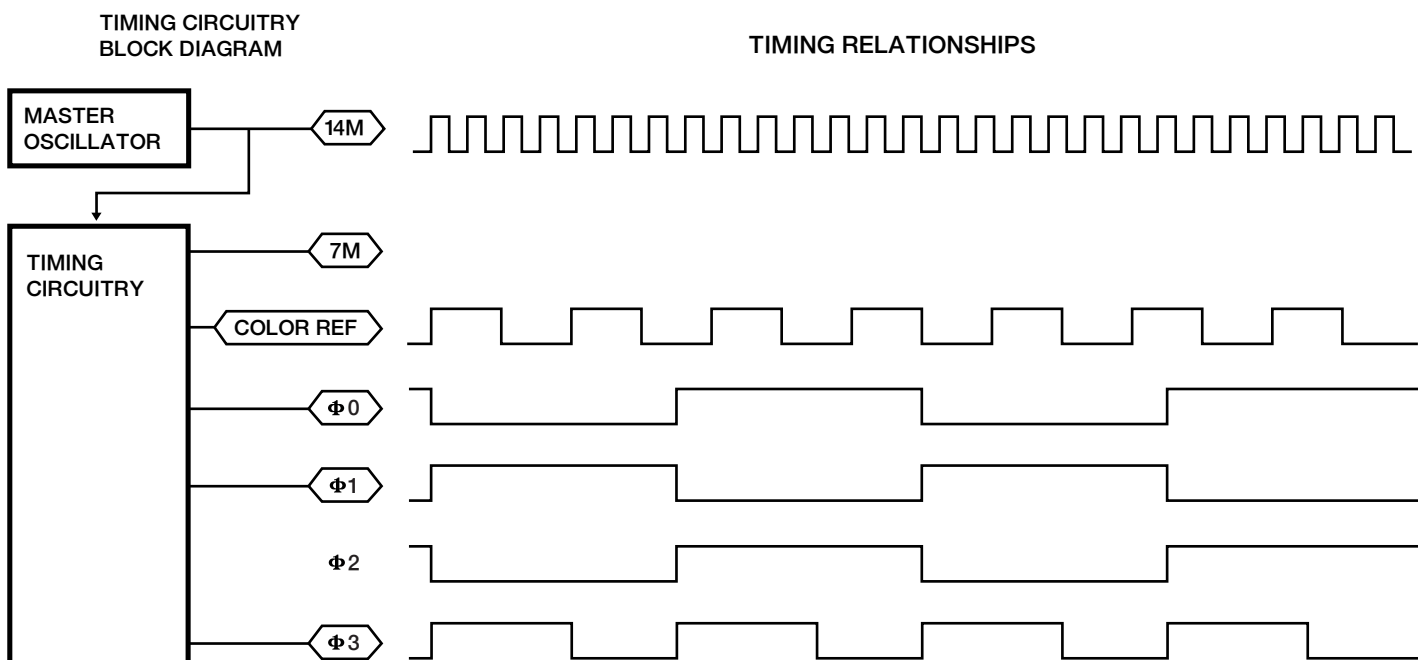 TIMING CIRCUITRY
BLOCK DIAGRAM
TIMING RELATIONSHIPS
MASTER
OSCILLATOR
14M
TIMING
CIRCUITRY
7M
COLOR REF
Φ0
Φ1
Φ2
Φ3